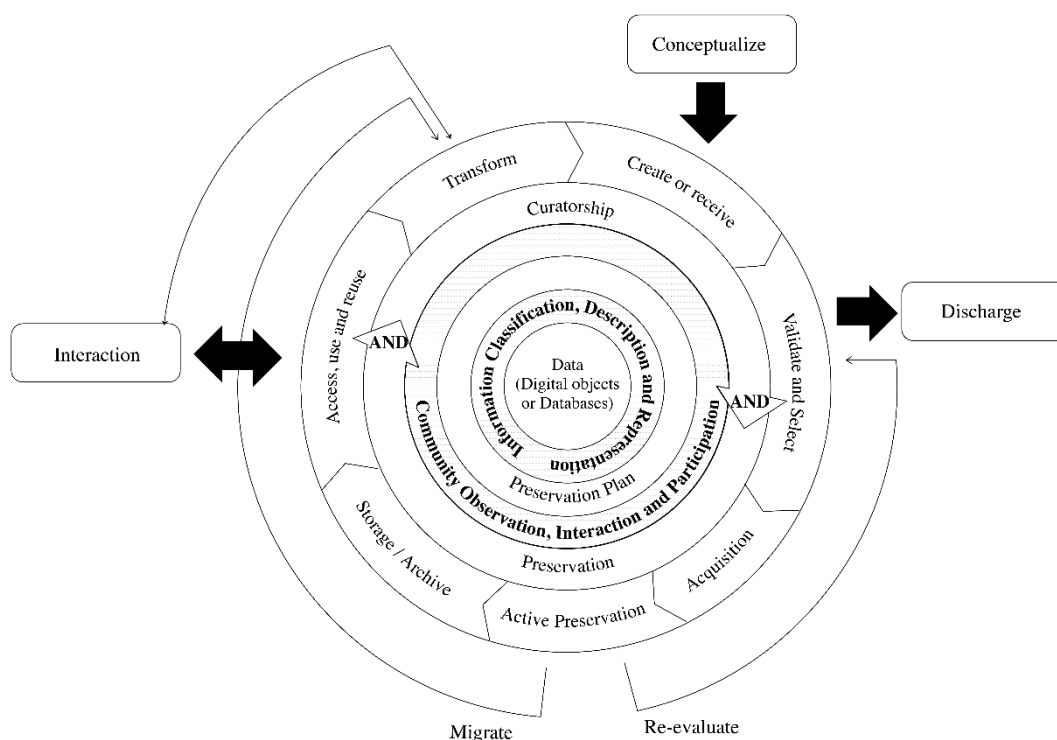 Conceptualize
Transform
Create or receive
Curatorship
Access, use and reuse
AND
Interaction
Discharge
Validate and Select
Information Classification, Description and Representation
Data
(Digital objects
or Databases)
AND
Community Observation, Interaction and Participation
Preservation Plan
Storage / Archive
Preservation
Acquisition
Active Preservation
Migrate
Re-evaluate